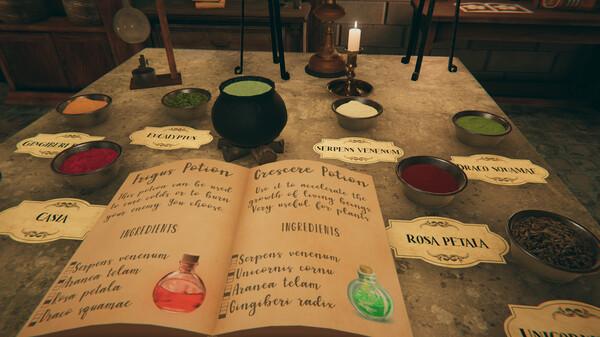 GINGIBERI
EUCALYPTUS
SERPENS VENENUM
DRACO SQUAMAE
CASIA
ROSA PETALA
UNICORN
Frigus Potion
This potion can be used
to cure colds or to burn
your enemy. You choose.
INGREDIENTS
Serpens venenum
Aranea telam
Rosa petala
Draco squamae
Crescere Potion
Use it to accelerate the
growth of living beings
Very useful for plants
INGREDIENTS
Serpens venenum
Unicornis cornu
Aranea telam
Gingiberi radix